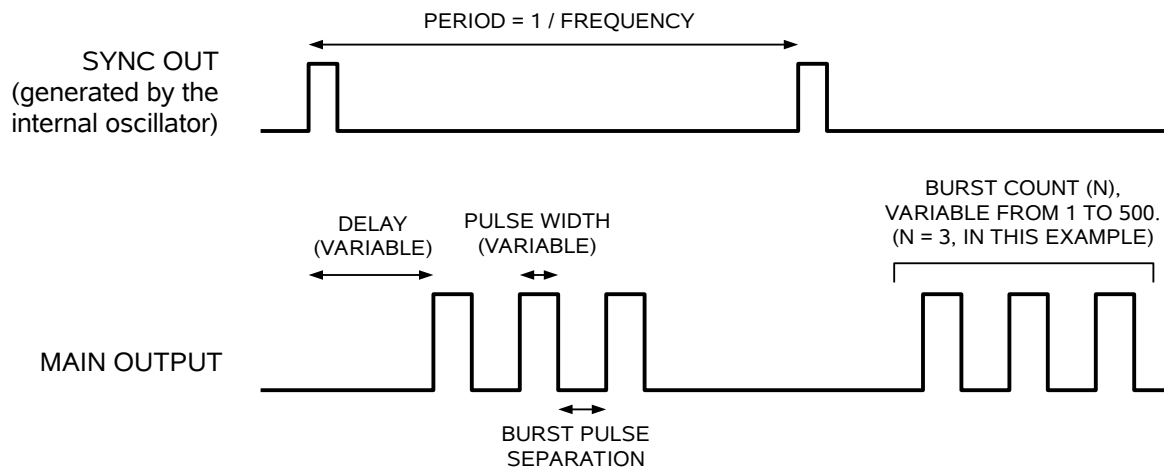 PERIOD = 1 / FREQUENCY
SYNC OUT
(generated by the
internal oscillator)
BURST COUNT (N),
VARIABLE FROM 1 TO 500.
(N = 3, IN THIS EXAMPLE)
DELAY
(VARIABLE)
PULSE WIDTH
(VARIABLE)
MAIN OUTPUT
BURST PULSE
SEPARATION